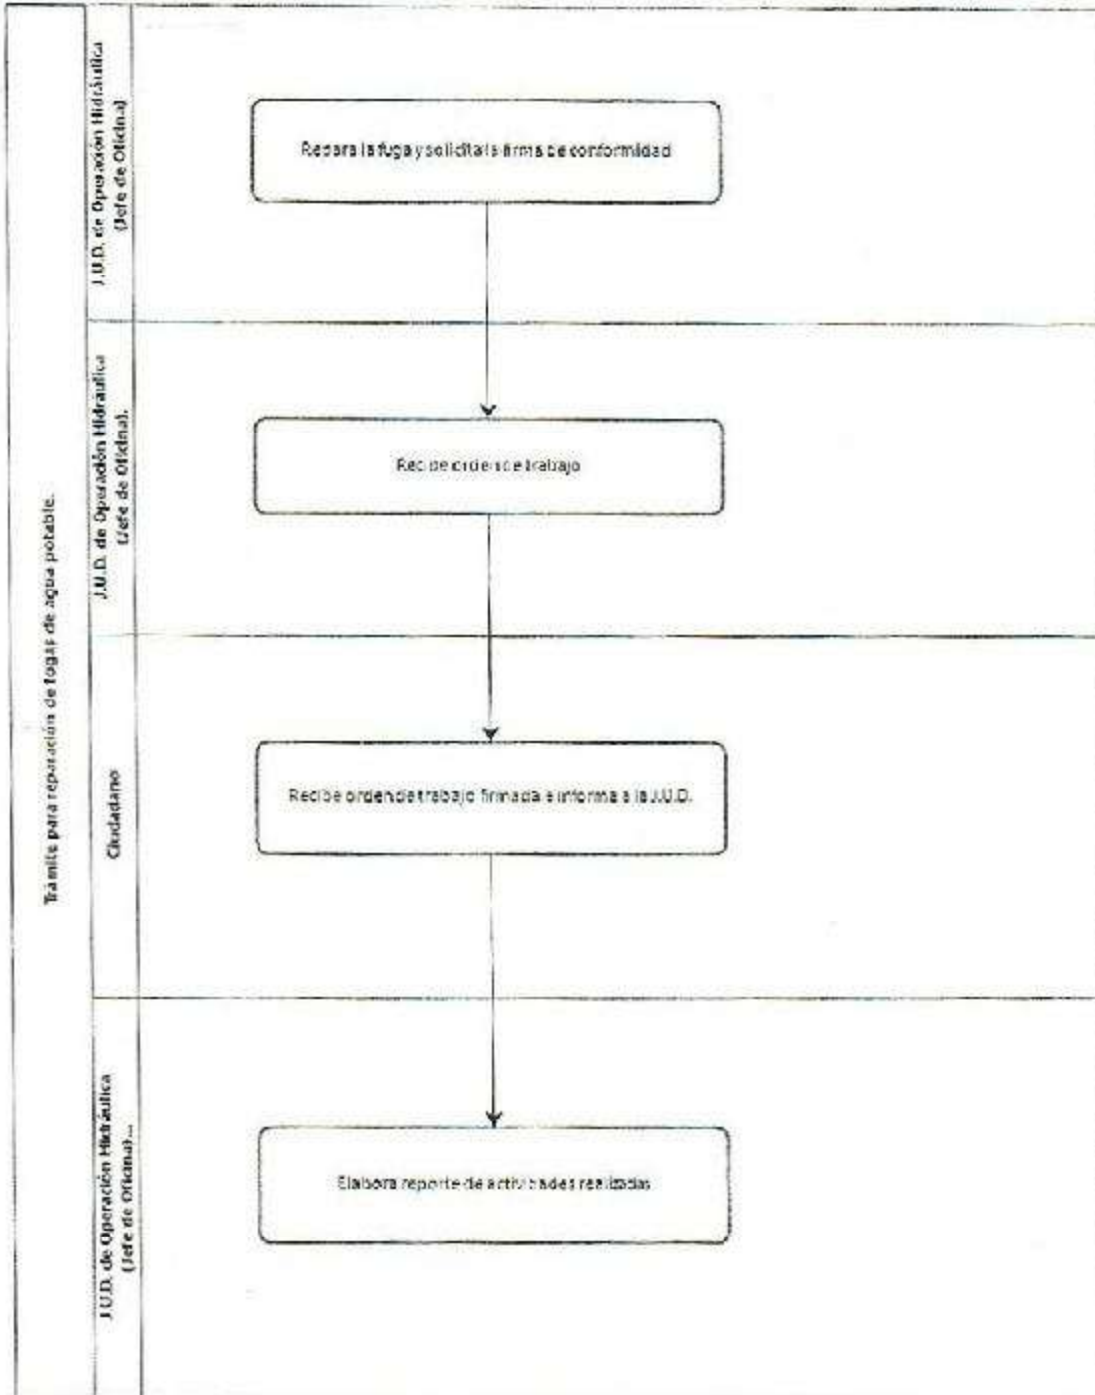 Trámite para reparación de fugas de agua potable.
J.U.D. de Operación Hidráulica
(Jefe de Oficina)
Repara la fuga y solicita la firma de conformidad
J.U.D. de Operación Hidráulica
(Jefe de Oficina).
Recibe orden de trabajo
Ciudadano
Recibe orden de trabajo firmada e informa a la J.U.D.
J.U.D. de Operación Hidráulica
(Jefe de Oficina)...
Elabora reporte de actividades realizadas